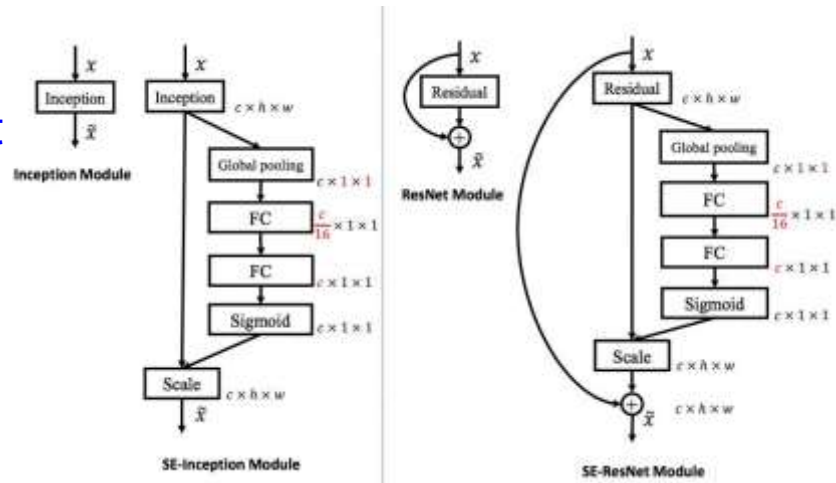 x
Inception
x̃
Inception Module
x
Inception
c × h × w
Global pooling
c × 1 × 1
FC
c/16 × 1 × 1
FC
c × 1 × 1
Sigmoid
c × 1 × 1
Scale
c × h × w
x̃
SE-Inception Module
x
Residual
+
x̃
ResNet Module
x
Residual
c × h × w
Global pooling
c × 1 × 1
FC
c/16 × 1 × 1
FC
c × 1 × 1
Sigmoid
c × 1 × 1
Scale
c × h × w
+
c × h × w
x̃
SE-ResNet Module